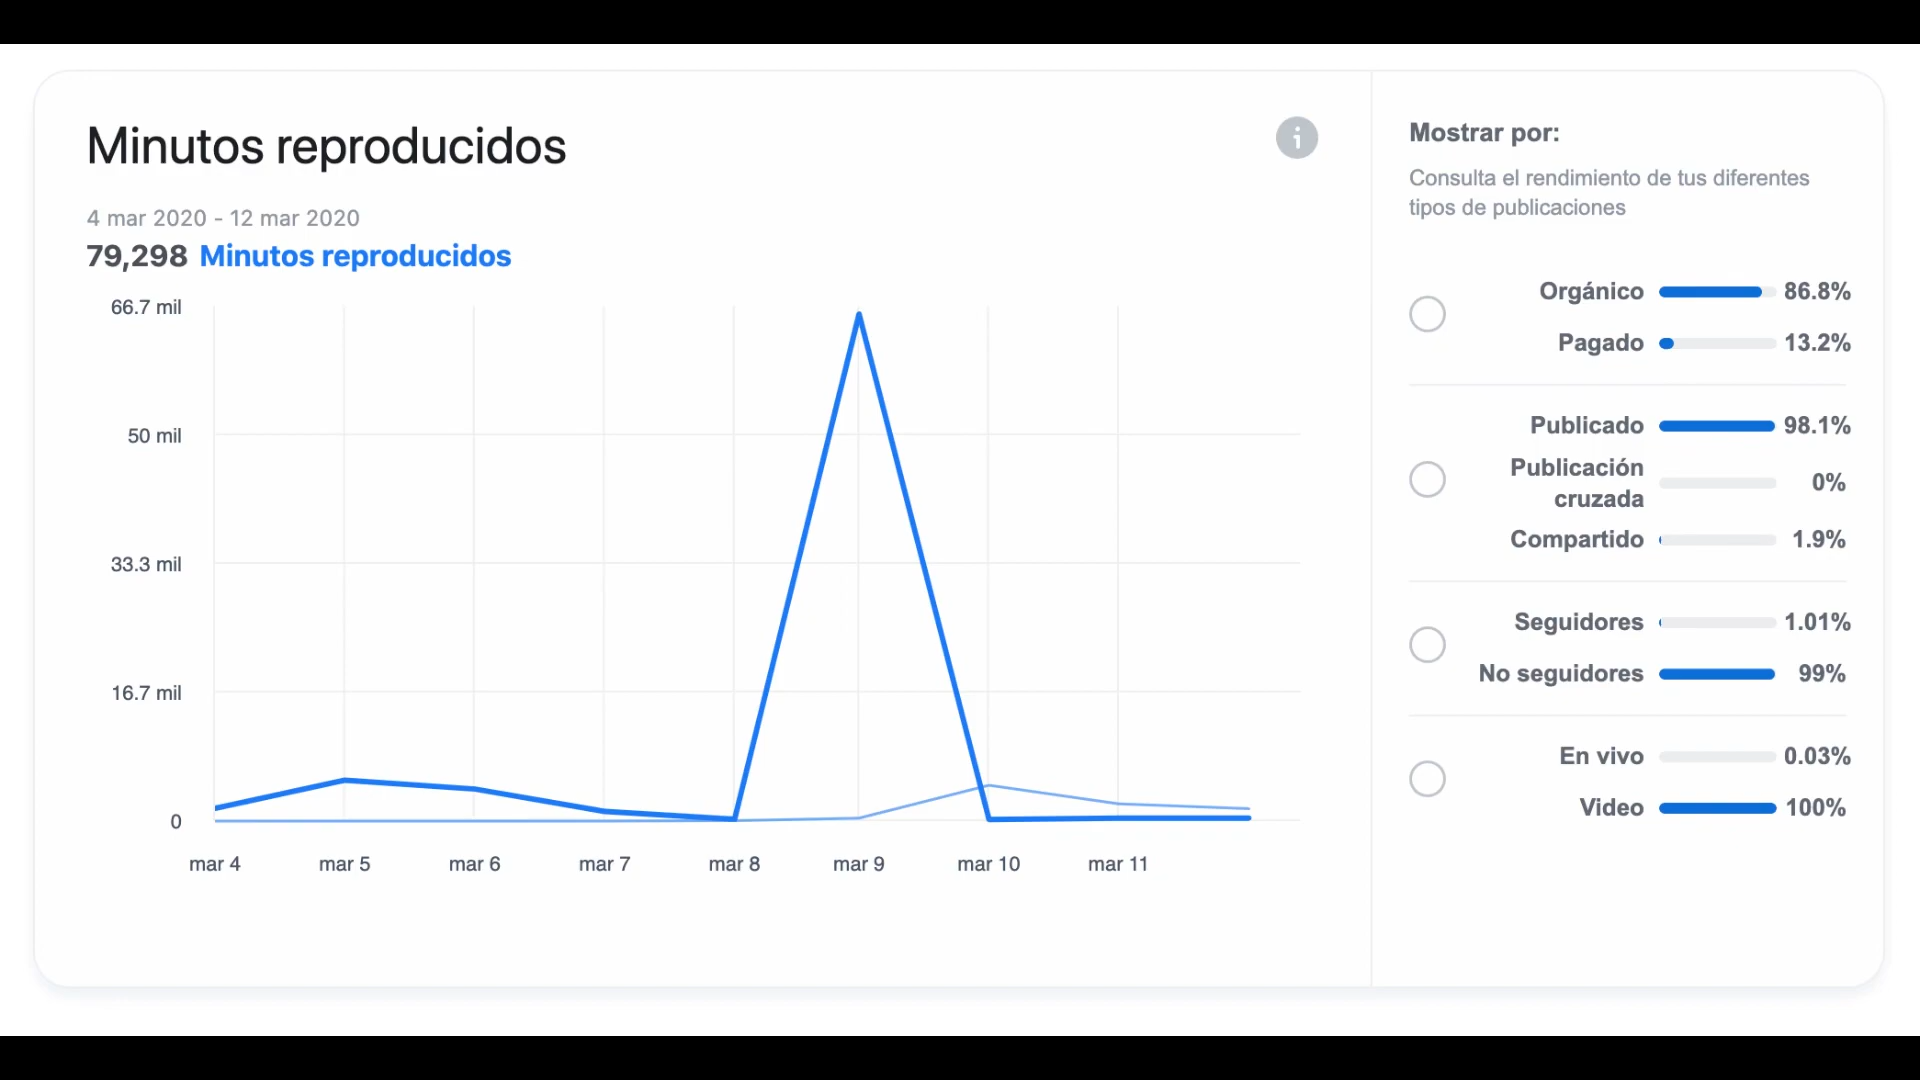 Minutos reproducidos
4 mar 2020 - 12 mar 2020
79,298 Minutos reproducidos
66.7 mil
50 mil
33.3 mil
16.7 mil
0
mar 4
mar 5
mar 6
mar 7
mar 8
mar 9
mar 10
mar 11
Mostrar por:
Consulta el rendimiento de tus diferentes
tipos de publicaciones
Orgánico 86.8%
Pagado 13.2%
Publicado 98.1%
Publicación
cruzada 0%
Compartido 1.9%
Seguidores 1.01%
No seguidores 99%
En vivo 0.03%
Video 100%